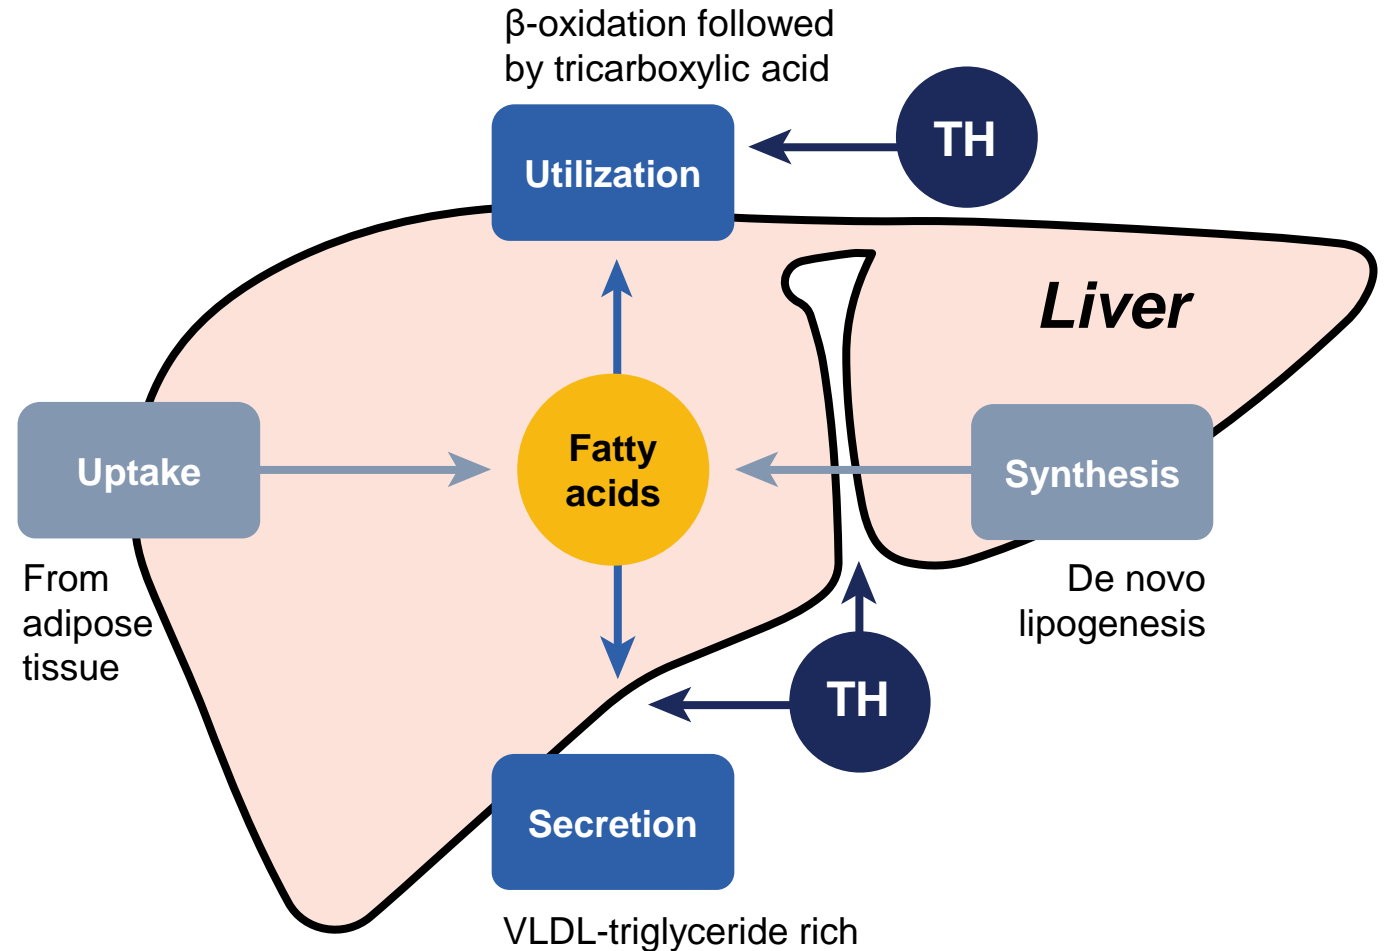 β-oxidation followed
by tricarboxylic acid
TH
Utilization
Liver
Fatty
acids
Uptake
Synthesis
From
adipose
tissue
De novo
lipogenesis
TH
Secretion
VLDL-triglyceride rich